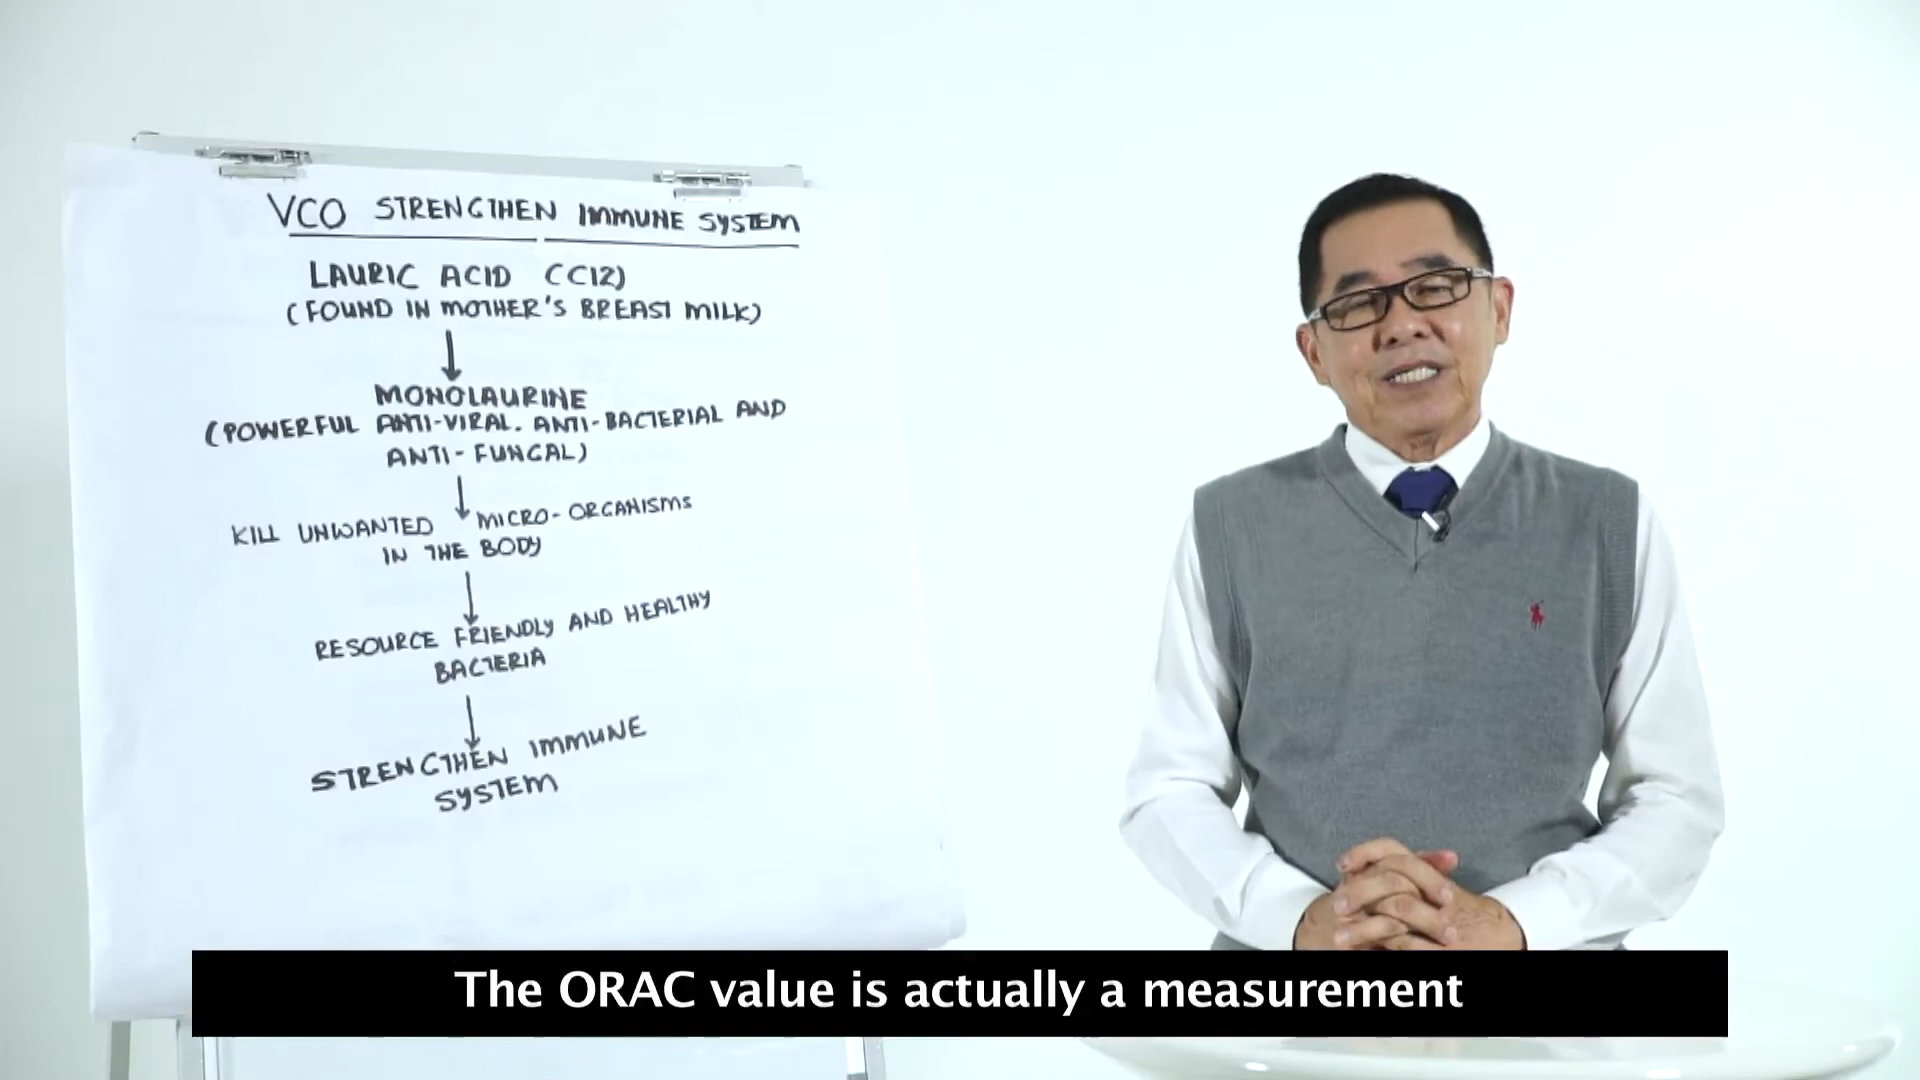 VCO STRENGTHEN IMMUNE SYSTEM
LAURIC ACID (C12)
(FOUND IN MOTHER'S BREAST MILK)
MONOLAURINE
(POWERFUL ANTI-VIRAL. ANTI-BACTERIAL AND
ANTI-FUNGAL)
KILL UNWANTED MICRO-ORGANISMS
IN THE BODY
RESOURCE FRIENDLY AND HEALTHY
BACTERIA
STRENGTHEN IMMUNE
SYSTEM
The ORAC value is actually a measurement